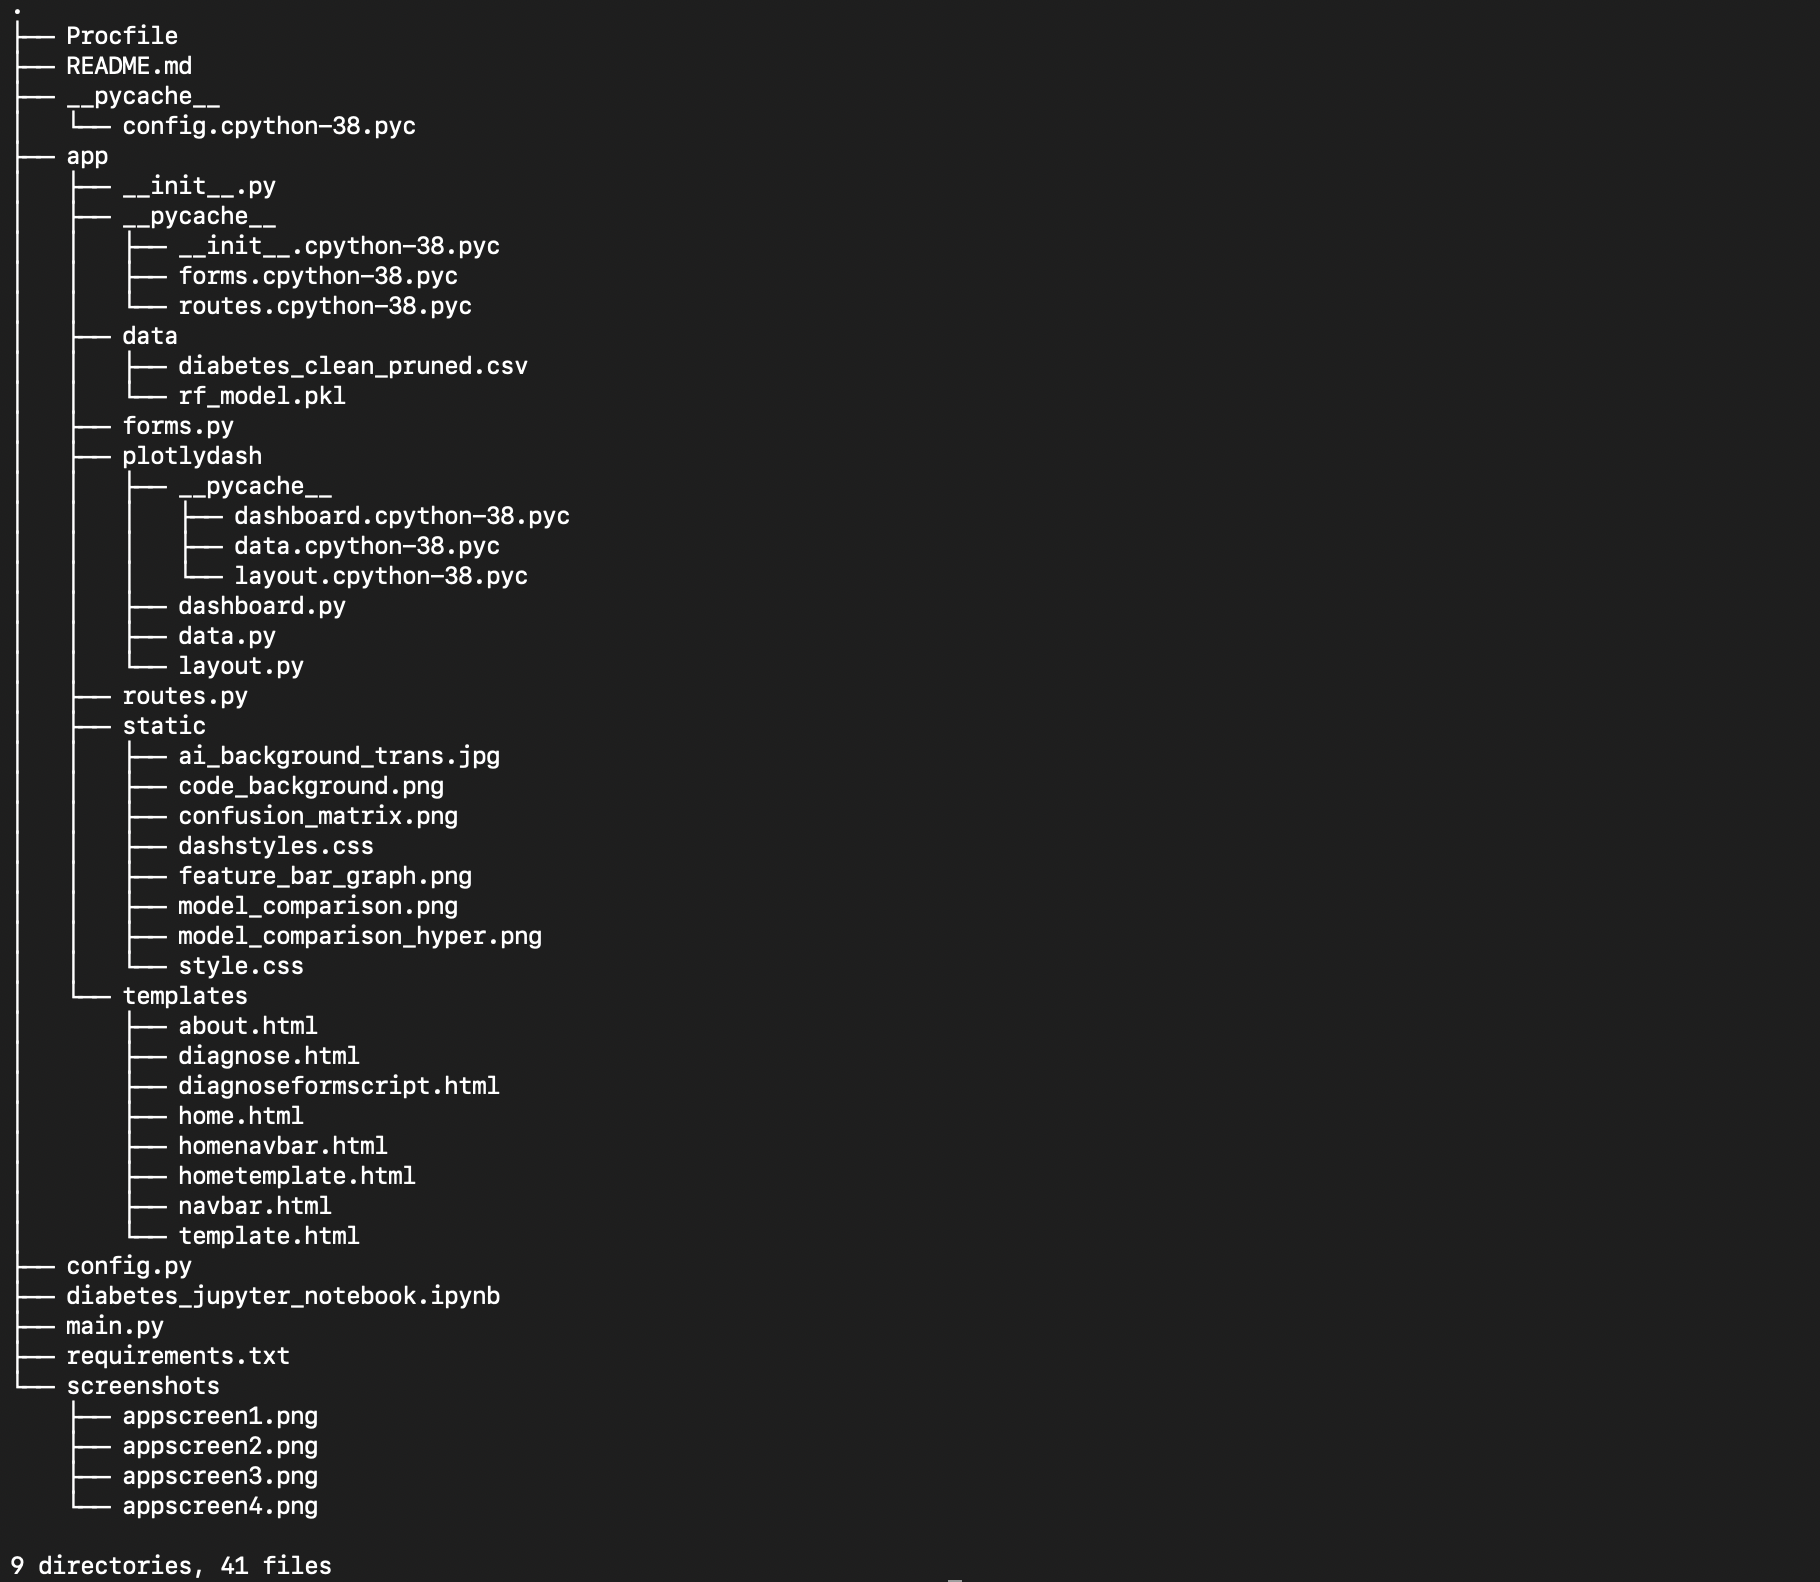 .
├── Procfile
├── README.md
├── __pycache__
│   └── config.cpython-38.pyc
├── app
│   ├── __init__.py
│   ├── __pycache__
│   │   ├── __init__.cpython-38.pyc
│   │   ├── forms.cpython-38.pyc
│   │   └── routes.cpython-38.pyc
│   ├── data
│   │   ├── diabetes_clean_pruned.csv
│   │   └── rf_model.pkl
│   ├── forms.py
│   ├── plotlydash
│   │   ├── __pycache__
│   │   │   ├── dashboard.cpython-38.pyc
│   │   │   ├── data.cpython-38.pyc
│   │   │   └── layout.cpython-38.pyc
│   │   ├── dashboard.py
│   │   ├── data.py
│   │   └── layout.py
│   ├── routes.py
│   ├── static
│   │   ├── ai_background_trans.jpg
│   │   ├── code_background.png
│   │   ├── confusion_matrix.png
│   │   ├── dashstyles.css
│   │   ├── feature_bar_graph.png
│   │   ├── model_comparison.png
│   │   ├── model_comparison_hyper.png
│   │   └── style.css
│   └── templates
│       ├── about.html
│       ├── diagnose.html
│       ├── diagnoseformscript.html
│       ├── home.html
│       ├── homenavbar.html
│       ├── hometemplate.html
│       ├── navbar.html
│       └── template.html
├── config.py
├── diabetes_jupyter_notebook.ipynb
├── main.py
├── requirements.txt
└── screenshots
    ├── appscreen1.png
    ├── appscreen2.png
    ├── appscreen3.png
    └── appscreen4.png

9 directories, 41 files